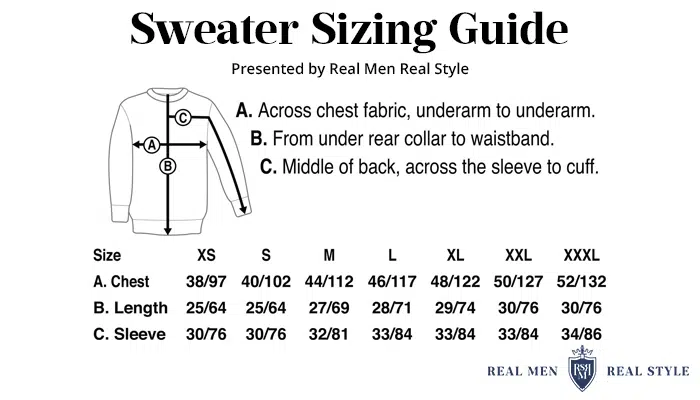 Sweater Sizing Guide
Presented by Real Men Real Style
A. Across chest fabric, underarm to underarm.
B. From under rear collar to waistband.
C. Middle of back, across the sleeve to cuff.
C
A
B
Size XS S M L XL XXL XXXL
A. Chest 38/97 40/102 44/112 46/117 48/122 50/127 52/132
B. Length 25/64 25/64 27/69 28/71 29/74 30/76 30/76
C. Sleeve 30/76 30/76 32/81 33/84 33/84 33/84 34/86
REAL MEN REAL STYLE